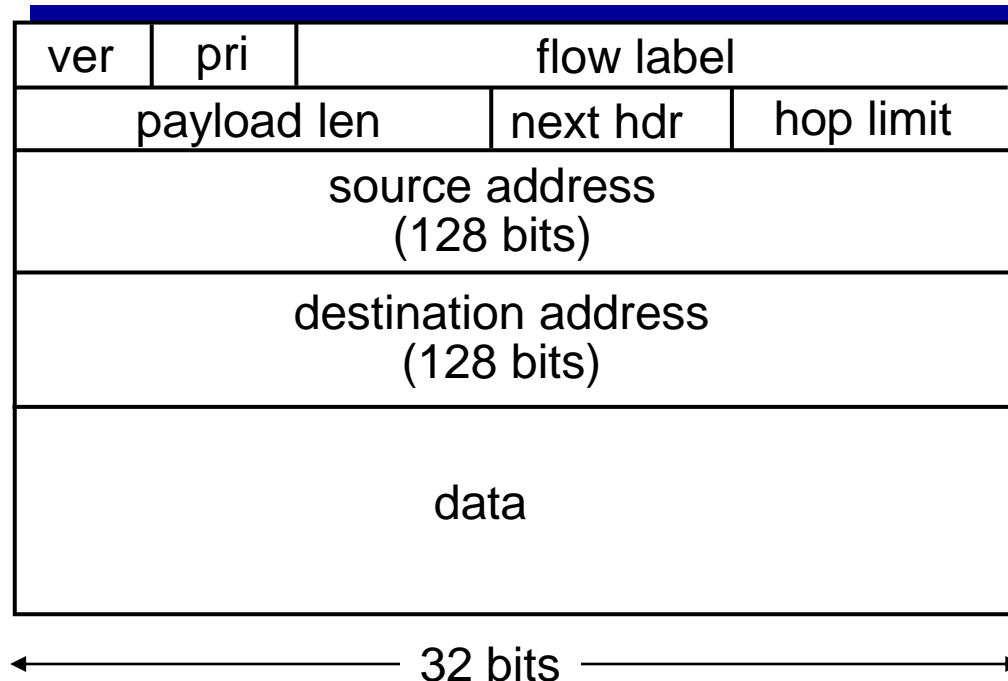 ver pri flow label
payload len next hdr hop limit
source address
(128 bits)
destination address
(128 bits)
data
32 bits